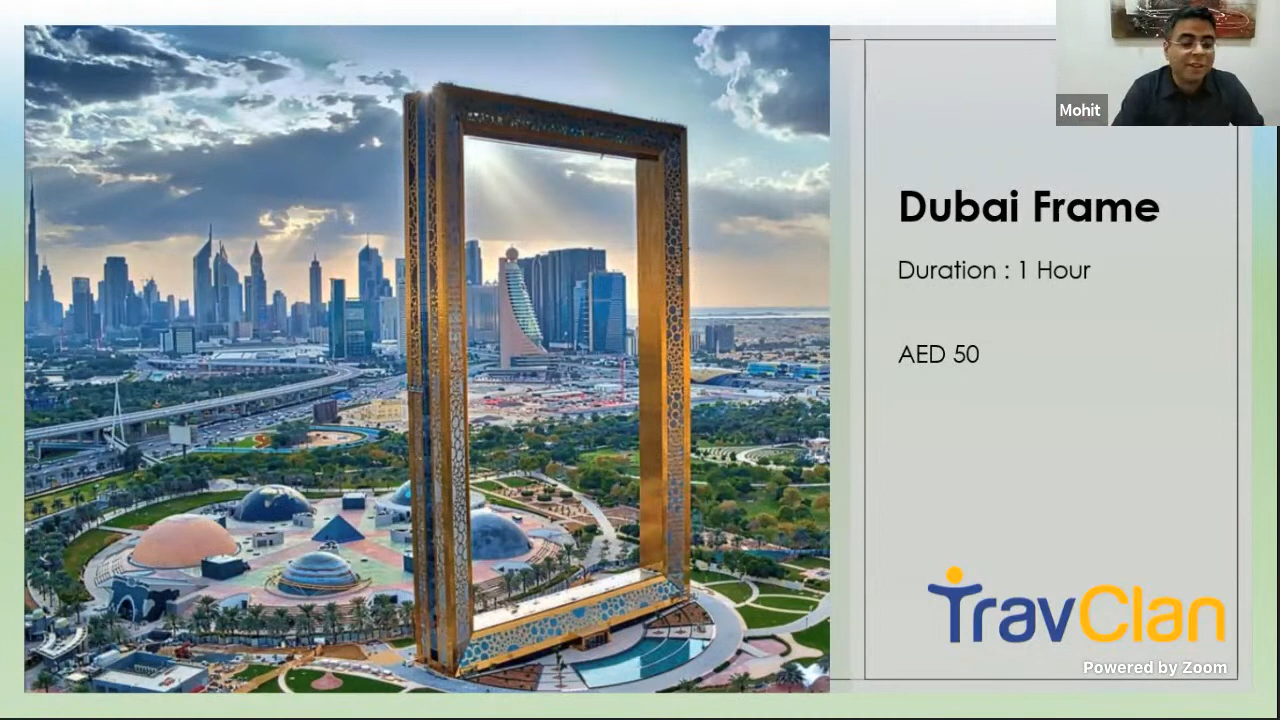 Mohit
Dubai Frame
Duration : 1 Hour
AED 50
TravClan
Powered by Zoom